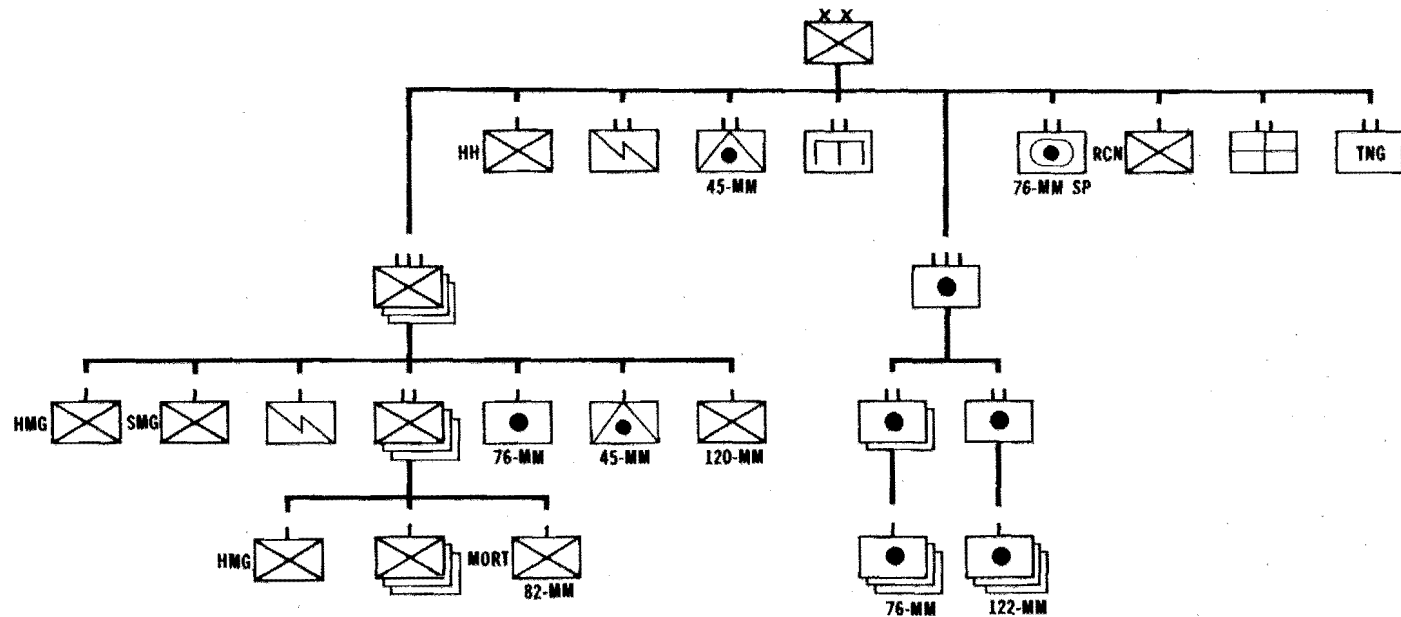 X X
HH
45-MM
76-MM SP
RCN
TNG
HMG
SMG
76-MM
45-MM
120-MM
HMG
MORT
82-MM
76-MM
122-MM